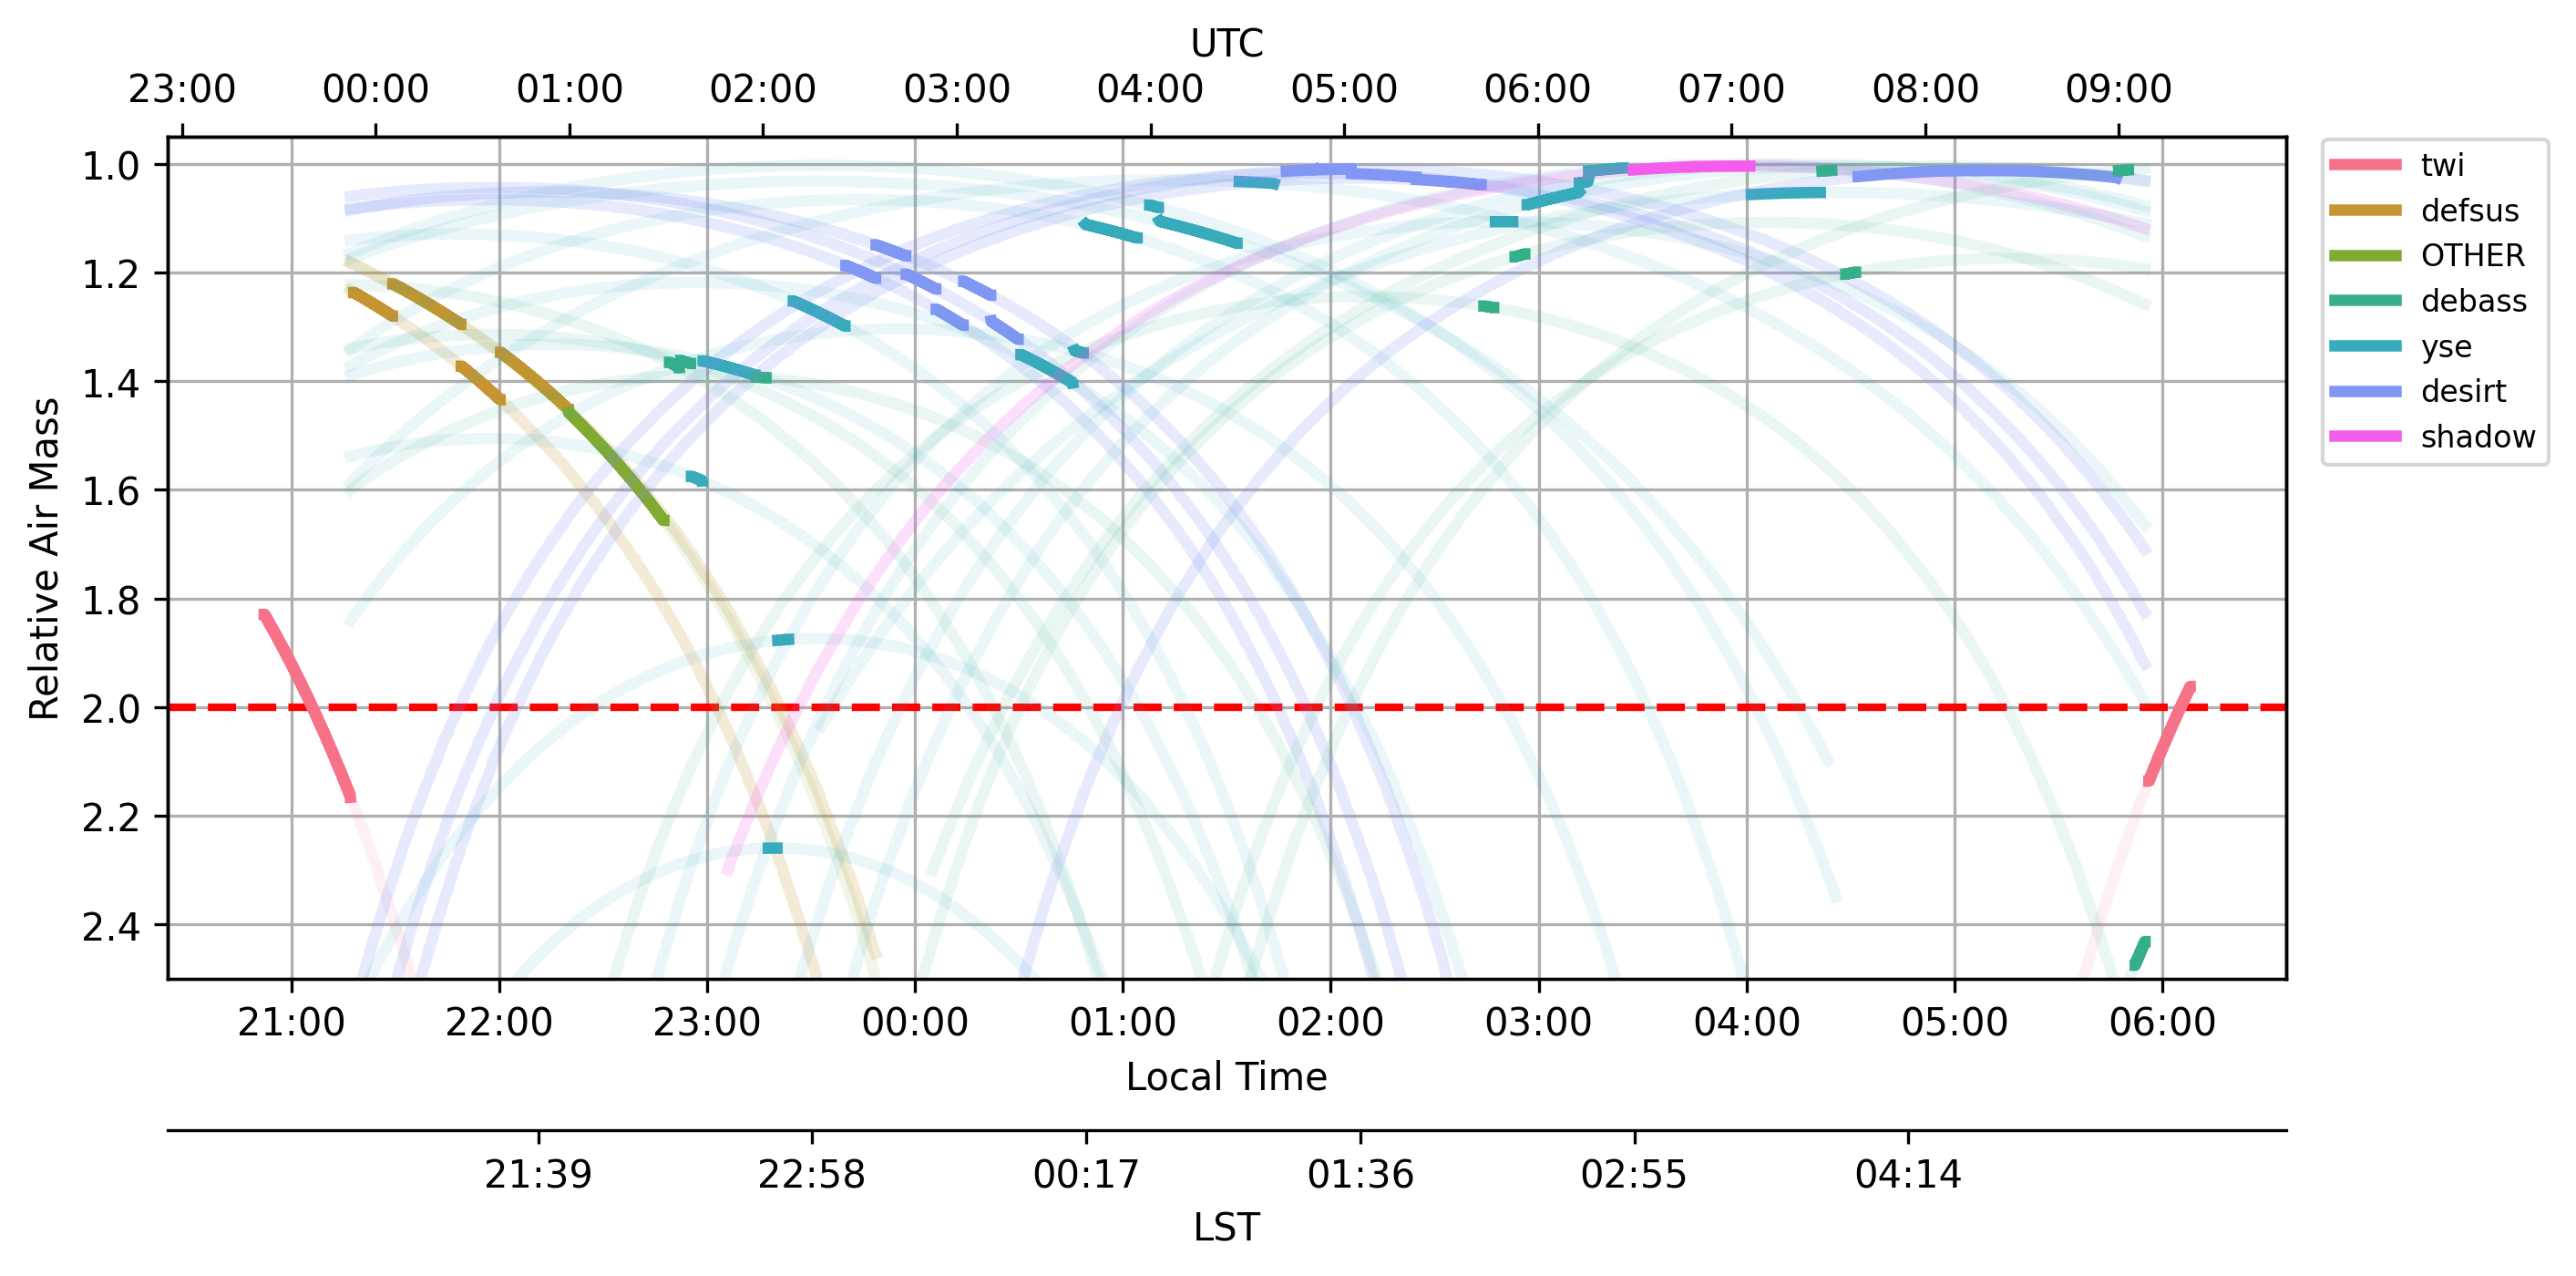 UTC
23:00 00:00 01:00 02:00 03:00 04:00 05:00 06:00 07:00 08:00 09:00
Relative Air Mass
1.0
1.2
1.4
1.6
1.8
2.0
2.2
2.4
twi
defsus
OTHER
debass
yse
desirt
shadow
21:00 22:00 23:00 00:00 01:00 02:00 03:00 04:00 05:00 06:00
Local Time
21:39 22:58 00:17 01:36 02:55 04:14
LST